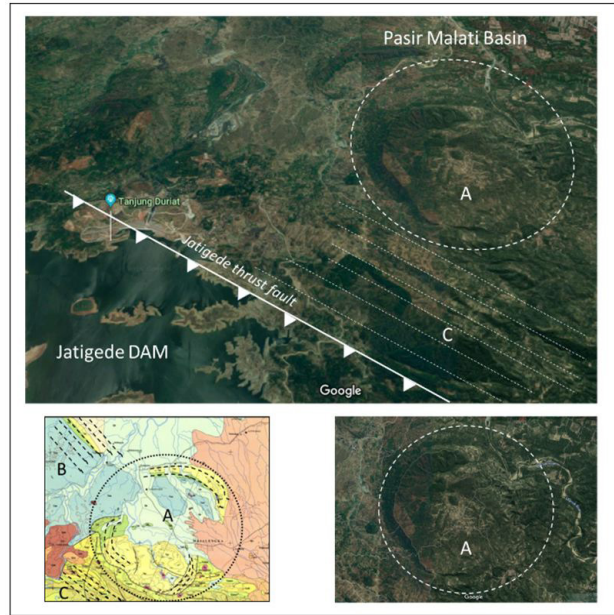 Pasir Malati Basin
A
Tanjung Duriat
Jatigede thrust fault
C
Jatigede DAM
Google
B
A
C
A
Google